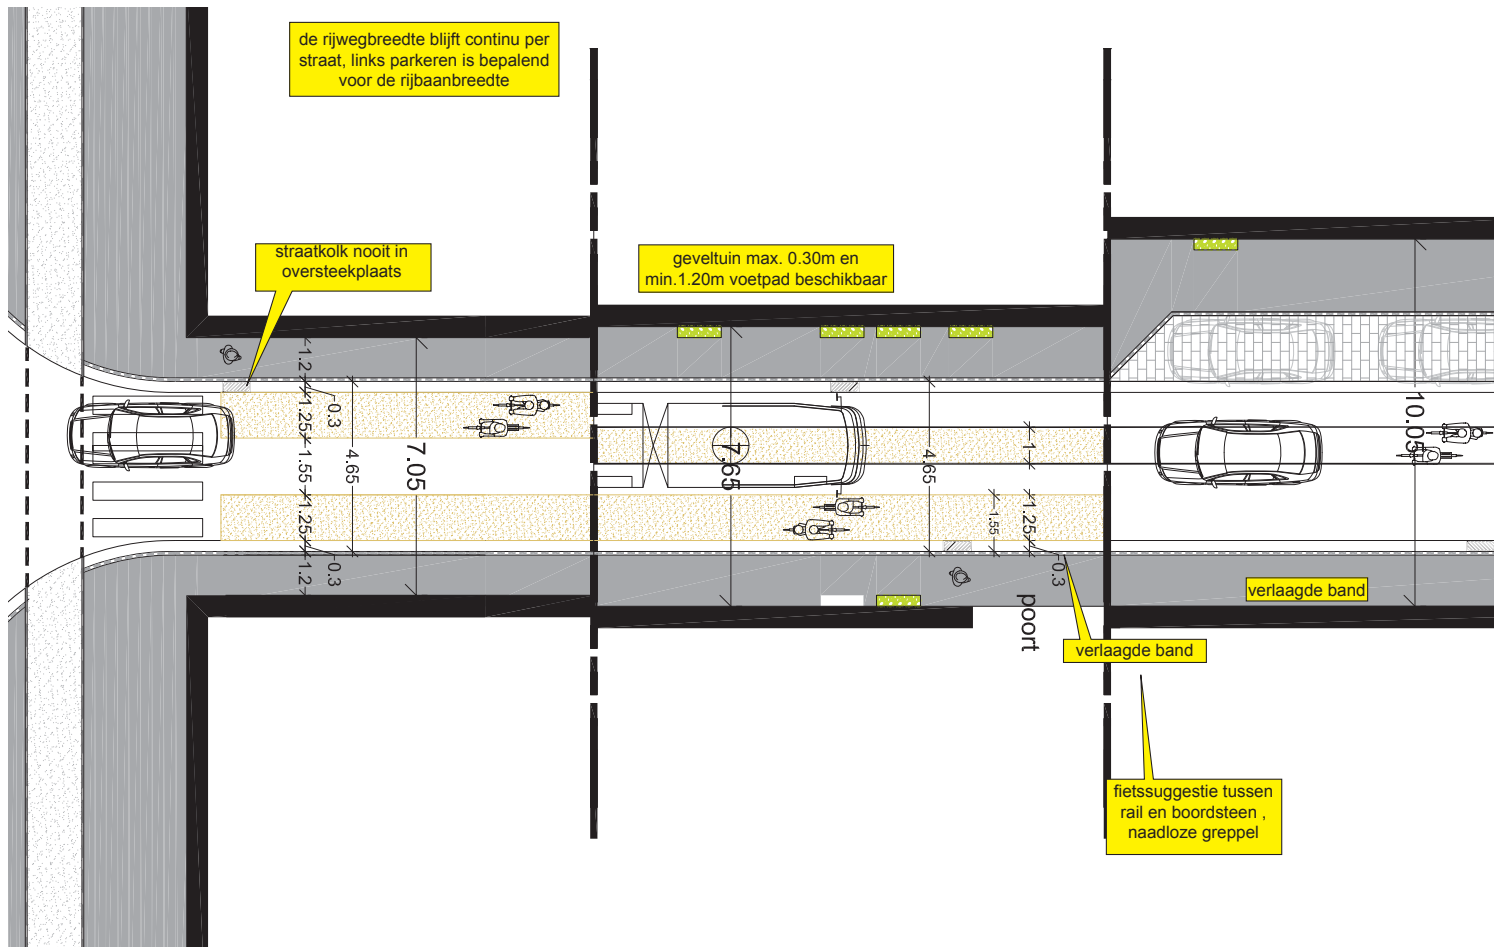 de rijwegbreedte blijft continu per
straat, links parkeren is bepalend
voor de rijbaanbreedte
straatkolk nooit in
oversteekplaats
geveltuin max. 0.30m en
min.1.20m voetpad beschikbaar
1.2
0.3
1.25
1.55
1.25
0.3
1.2
4.65
7.05
7.65
4.65
1.55
1
1.25
0.3
poort
10.05
verlaagde band
verlaagde band
fietssuggestie tussen
rail en boordsteen ,
naadloze greppel